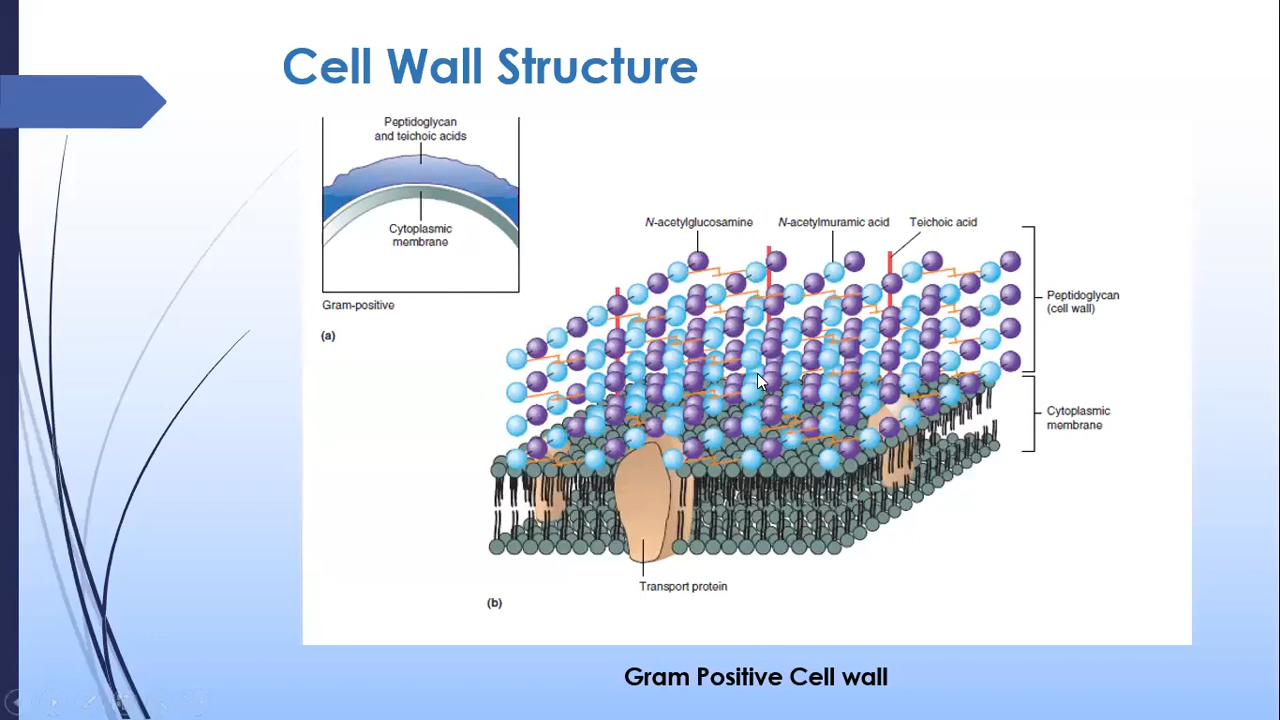 Cell Wall Structure
Peptidoglycan
and teichoic acids
Cytoplasmic
membrane
Gram-positive
(a)
N-acetylglucosamine
N-acetylmuramic acid
Teichoic acid
Peptidoglycan
(cell wall)
Cytoplasmic
membrane
Transport protein
(b)
Gram Positive Cell wall